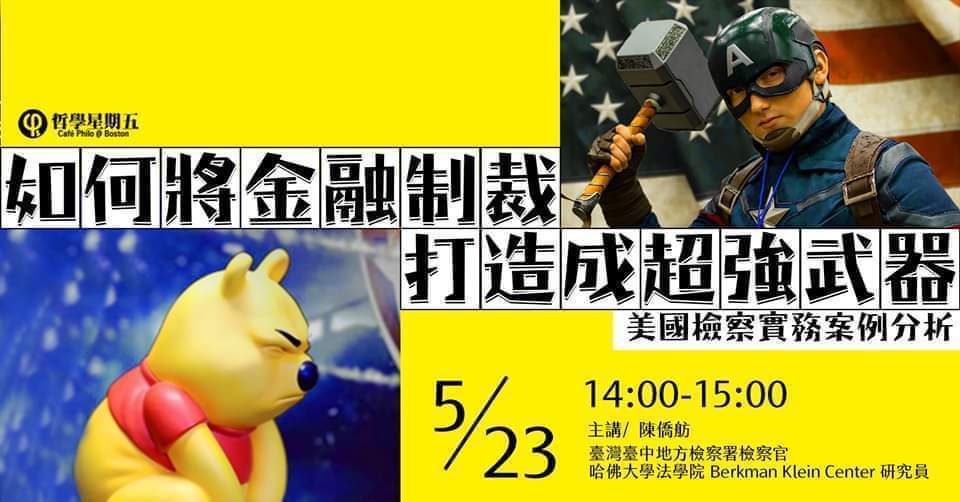 哲學星期五
Café Philo @ Boston
如何將金融制裁
打造成超強武器
美國檢察實務案例分析
5/23
14:00-15:00
主講/ 陳僑舫
臺灣臺中地方檢察署檢察官
哈佛大學法學院 Berkman Klein Center 研究員
A